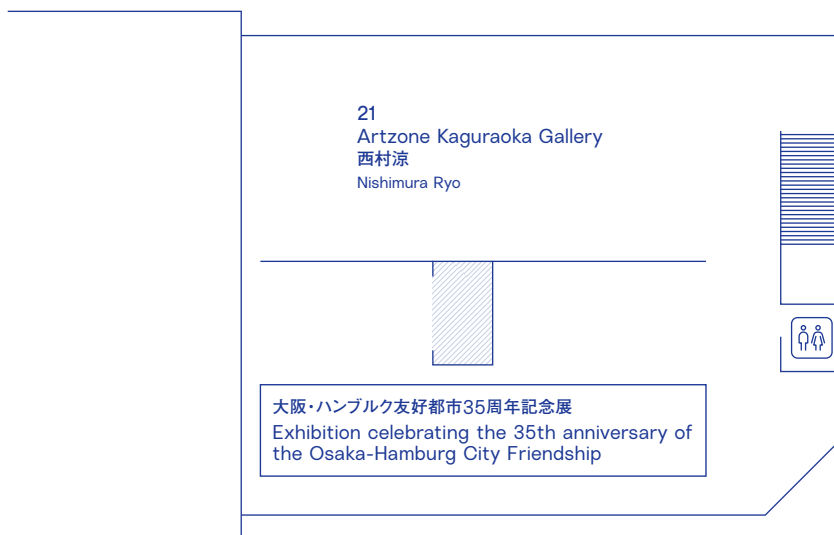 21
Artzone Kaguraoka Gallery
西村涼
Nishimura Ryo
大阪・ハンブルク友好都市35周年記念展
Exhibition celebrating the 35th anniversary of
the Osaka-Hamburg City Friendship